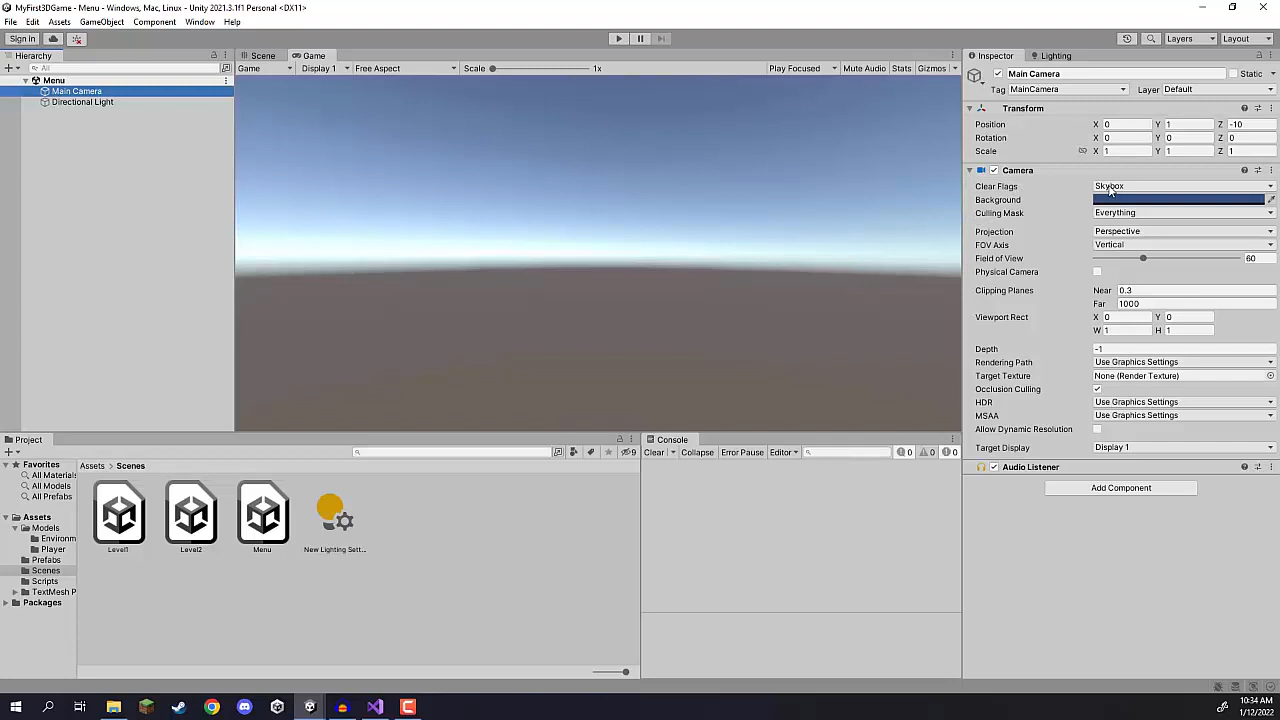 MyFirst3DGame - Menu - Windows, Mac, Linux - Unity 2021.3.1f1 Personal <DX11>
File Edit Assets GameObject Component Window Help
Sign in Layers Layout
Hierarchy
All
Menu
Main Camera
Directional Light
Scene Game
Game Display 1 Free Aspect Scale 1x Play Focused Mute Audio Stats Gizmos
Inspector Lighting
Main Camera Static
Tag MainCamera Layer Default
Transform
Position X 0 Y 1 Z -10
Rotation X 0 Y 0 Z 0
Scale X 1 Y 1 Z 1
Camera
Clear Flags Skybox
Background
Culling Mask Everything
Projection Perspective
FOV Axis Vertical
Field of View 60
Physical Camera
Clipping Planes Near 0.3
Far 1000
Viewport Rect X 0 Y 0
W 1 H 1
Depth -1
Rendering Path Use Graphics Settings
Target Texture None (Render Texture)
Occlusion Culling
HDR Use Graphics Settings
MSAA Use Graphics Settings
Allow Dynamic Resolution
Target Display Display 1
Audio Listener
Add Component
Project
9
Favorites
All Material
All Models
All Prefabs
Assets
Models
Environm
Player
Prefabs
Scenes
Scripts
TextMesh P
Packages
Assets > Scenes
Level1 Level2 Menu New Lighting Sett...
Console
Clear Collapse Error Pause Editor 0 0 0
10:34 AM
1/12/2022